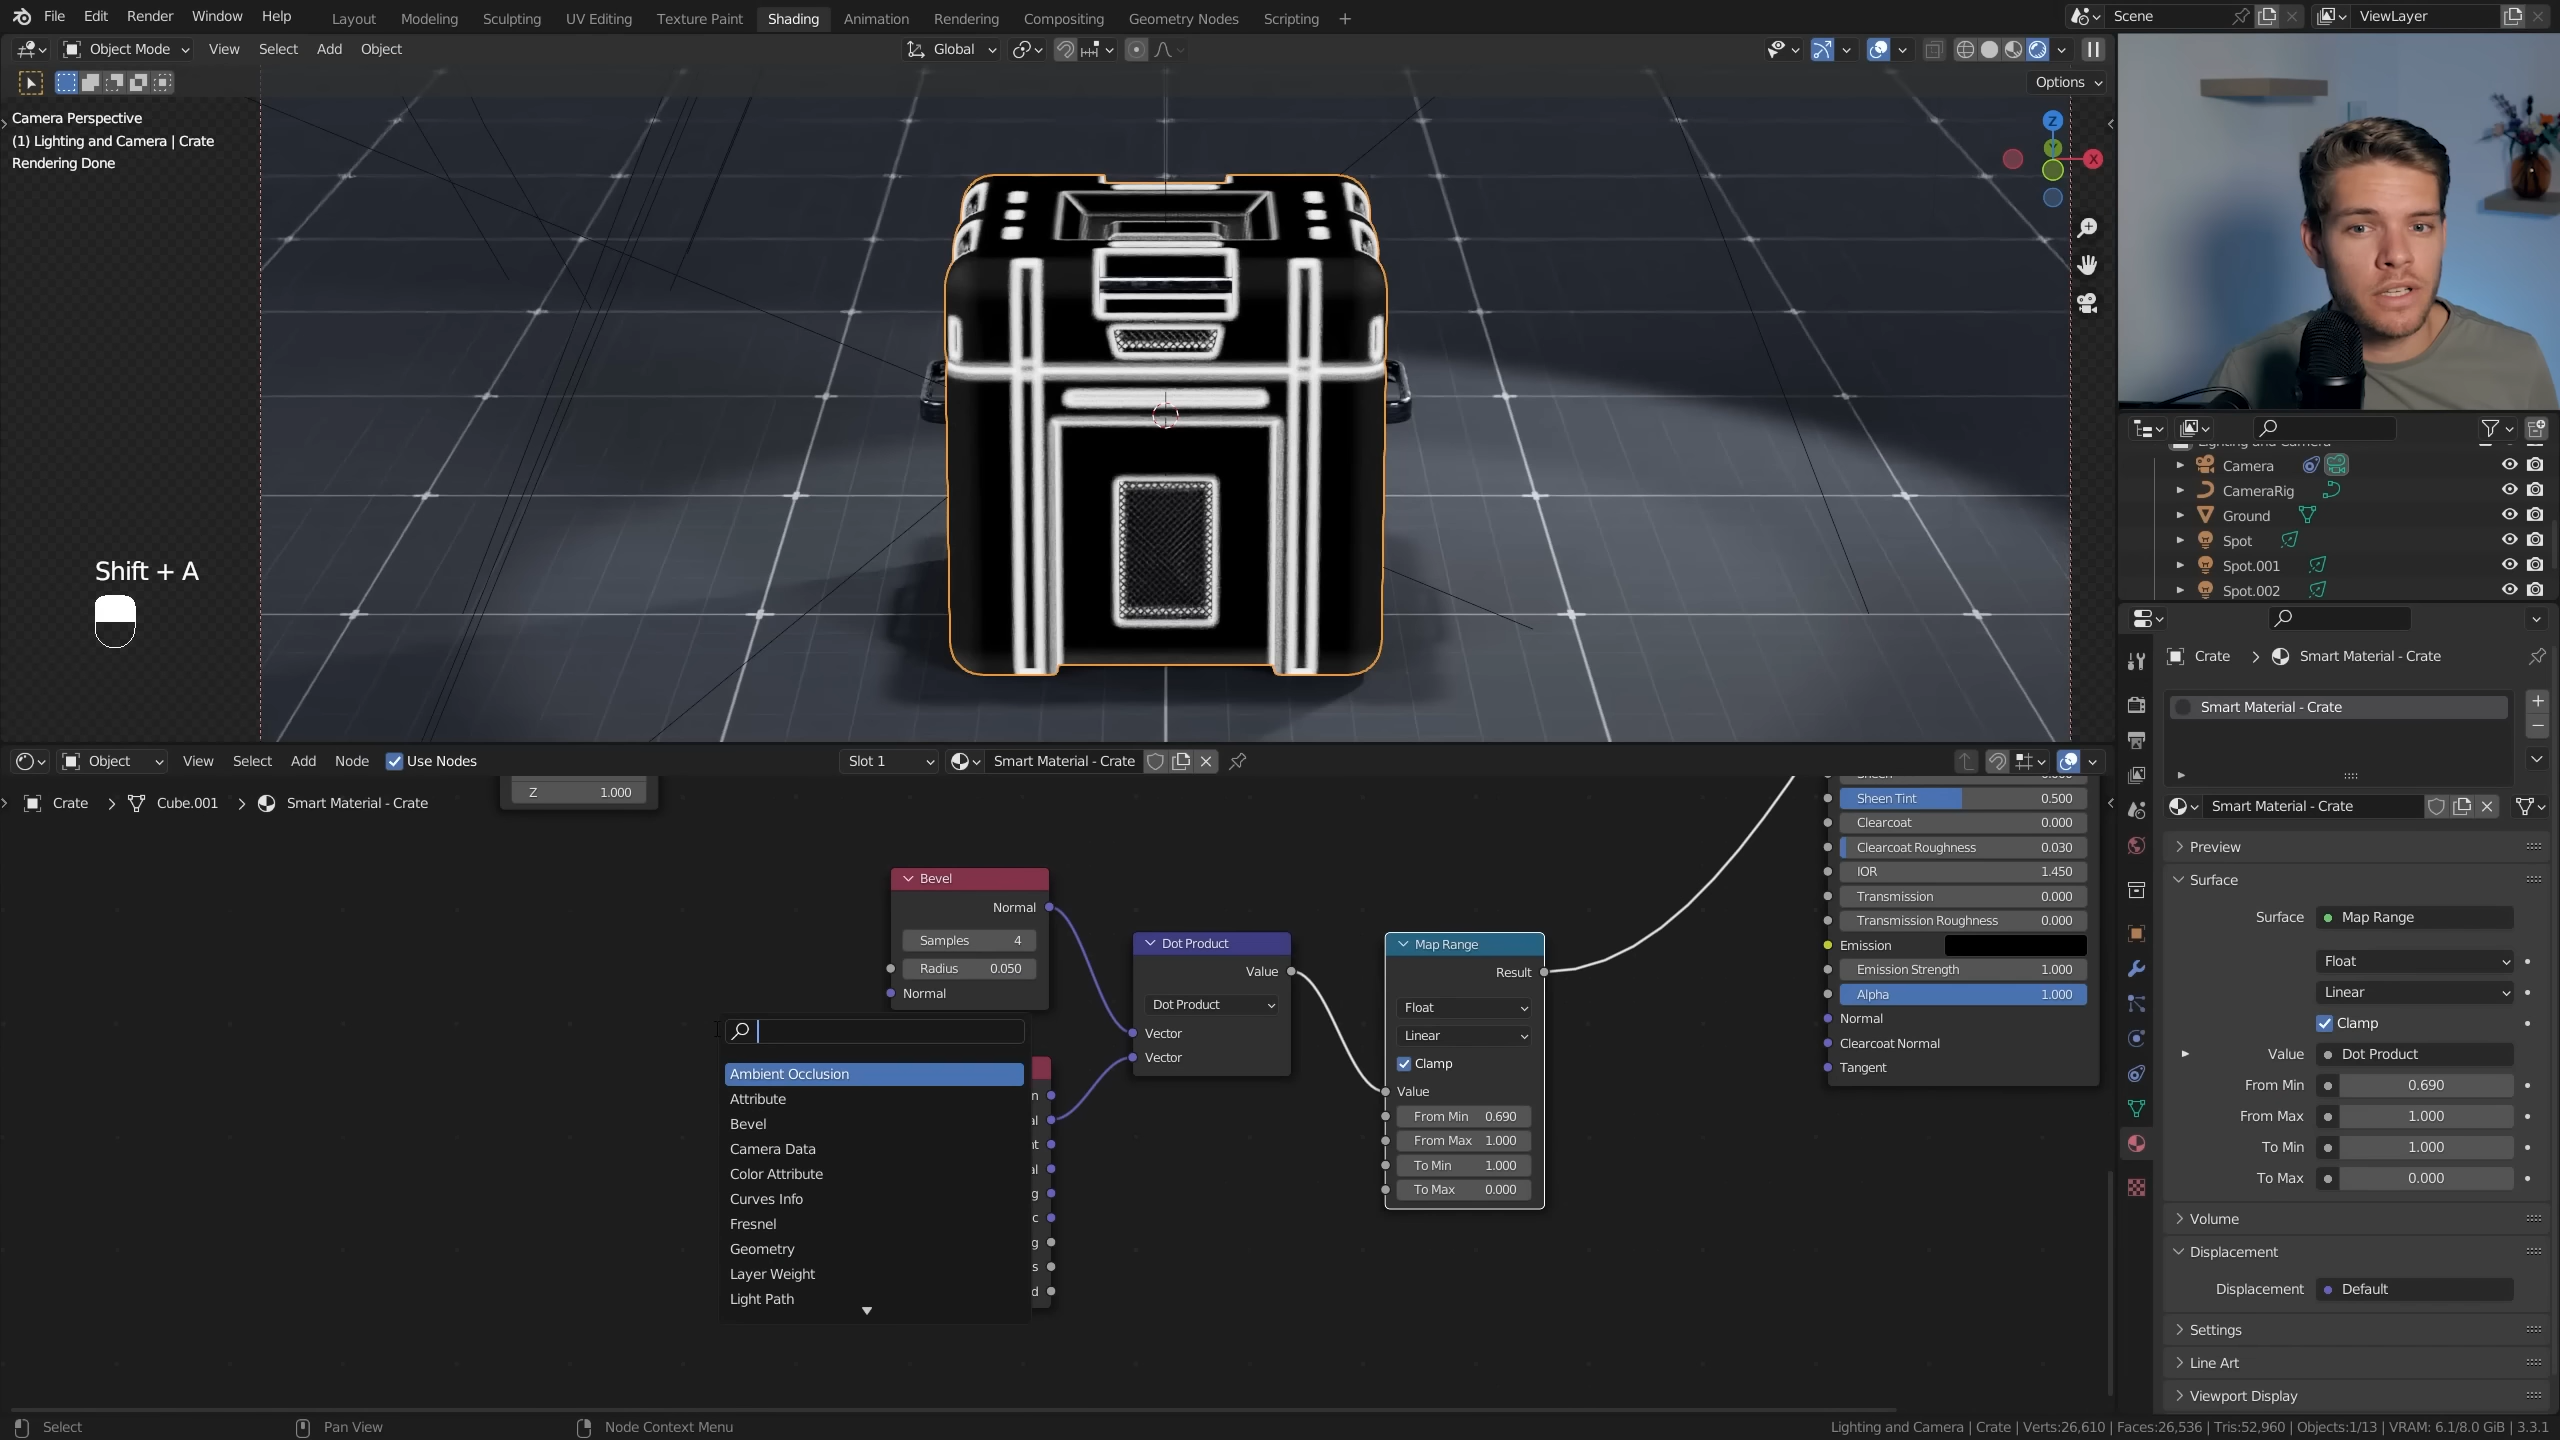 File Edit Render Window Help
Layout Modeling Sculpting UV Editing Texture Paint Shading Animation Rendering Compositing Geometry Nodes Scripting +
Scene
ViewLayer
Object Mode View Select Add Object
Global
Options
Camera Perspective
(1) Lighting and Camera | Crate
Rendering Done
Z
Y
X
Shift + A
Lighting and Camera
Camera
CameraRig
Ground
Spot
Spot.001
Spot.002
Crate > Smart Material - Crate
Smart Material - Crate
Smart Material - Crate
Preview
Surface
Surface Map Range
Float
Linear
Clamp
Value Dot Product
From Min 0.690
From Max 1.000
To Min 1.000
To Max 0.000
Volume
Displacement
Displacement Default
Settings
Line Art
Viewport Display
Object View Select Add Node Use Nodes
Slot 1
Smart Material - Crate
Z 1.000
Crate > Cube.001 > Smart Material - Crate
Bevel
Normal
Samples 4
Radius 0.050
Normal
Ambient Occlusion
Attribute
Bevel
Camera Data
Color Attribute
Curves Info
Fresnel
Geometry
Layer Weight
Light Path
Dot Product
Value
Dot Product
Vector
Vector
Map Range
Result
Float
Linear
Clamp
Value
From Min 0.690
From Max 1.000
To Min 1.000
To Max 0.000
Sheen Tint 0.500
Clearcoat 0.000
Clearcoat Roughness 0.030
IOR 1.450
Transmission 0.000
Transmission Roughness 0.000
Emission
Emission Strength 1.000
Alpha 1.000
Normal
Clearcoat Normal
Tangent
Select
Pan View
Node Context Menu
Lighting and Camera | Crate | Verts:26,610 | Faces:26,536 | Tris:52,960 | Objects:1/13 | VRAM: 6.1/8.0 GiB | 3.3.1